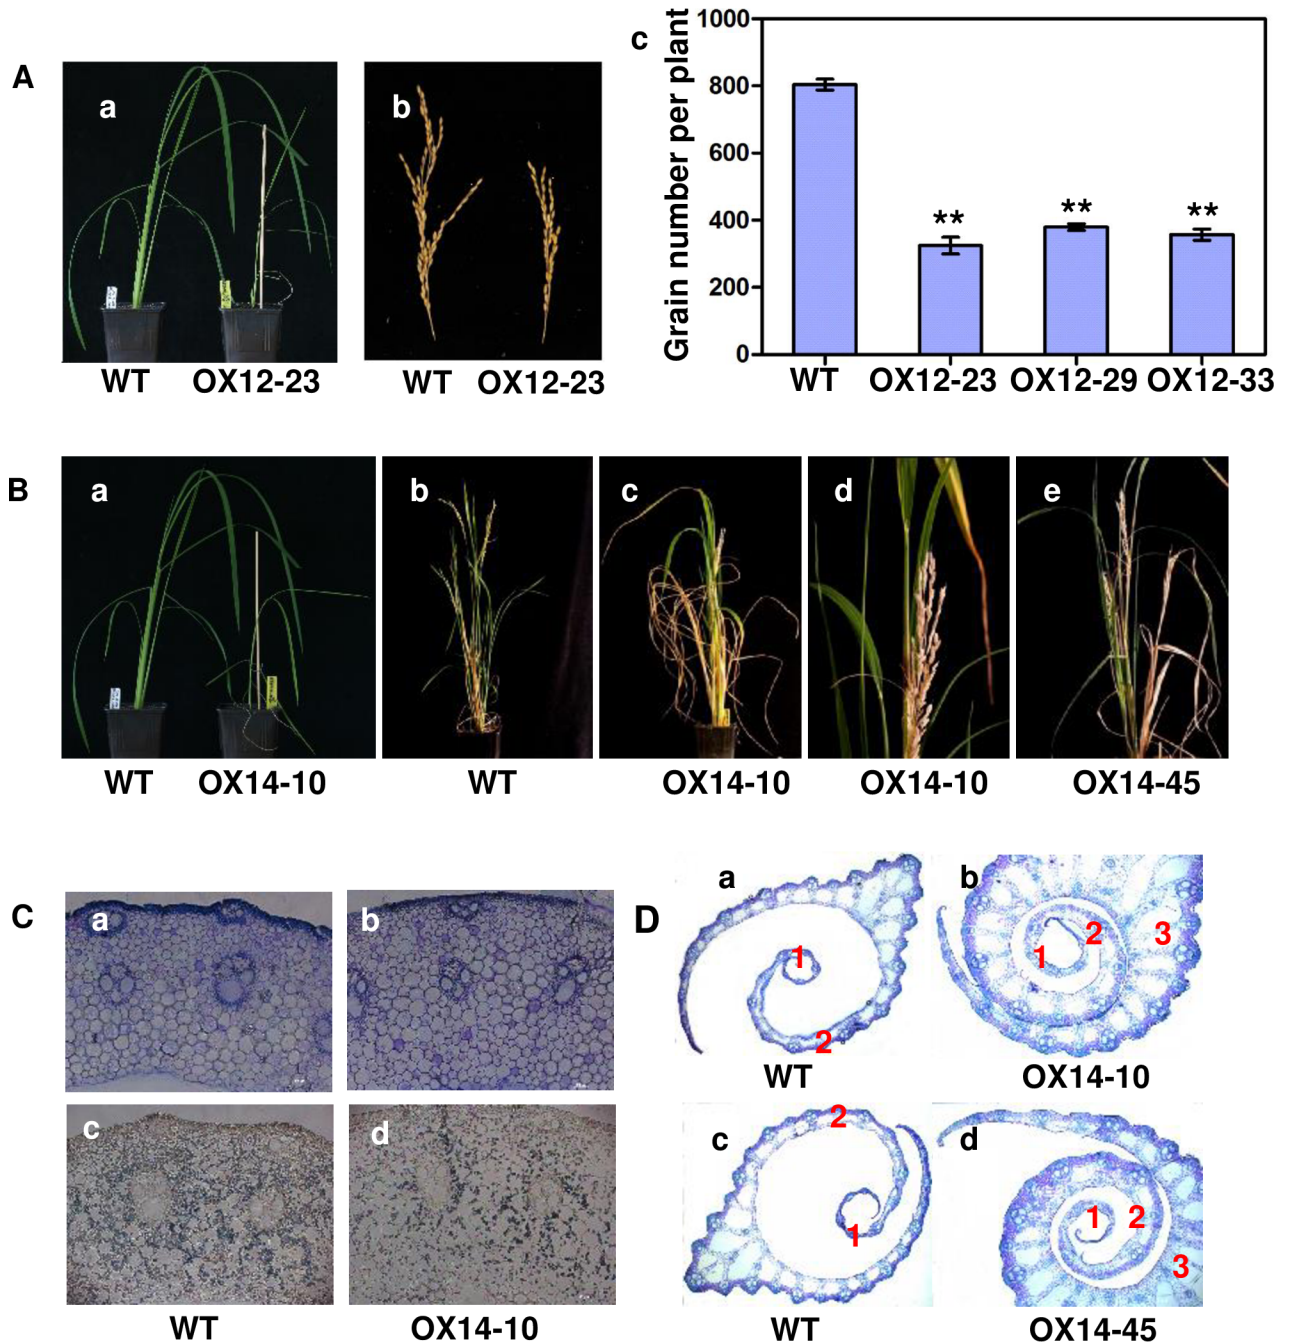 A
a
WT OX12-23
b
WT OX12-23
c
Grain number per plant
1000
800
600
400
200
0
**
**
**
WT OX12-23 OX12-29 OX12-33
B
a
WT OX14-10
b
WT
c
OX14-10
d
OX14-10
e
OX14-45
C
a
b
c
d
WT OX14-10
D
a
1
2
WT
b
1 2 3
OX14-10
c
2
1
WT
d
1 2
3
OX14-45